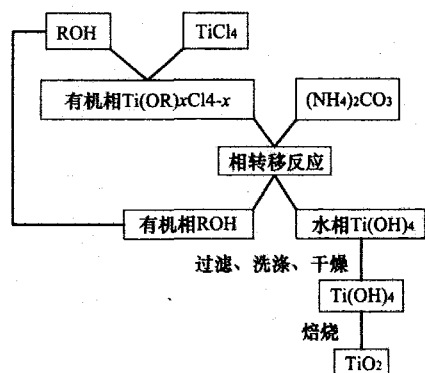 ROH
TiCl4
有机相Ti(OR)xCl4-x
(NH4)2CO3
相转移反应
有机相ROH
水相Ti(OH)4
过滤、洗涤、干燥
Ti(OH)4
焙烧
TiO2